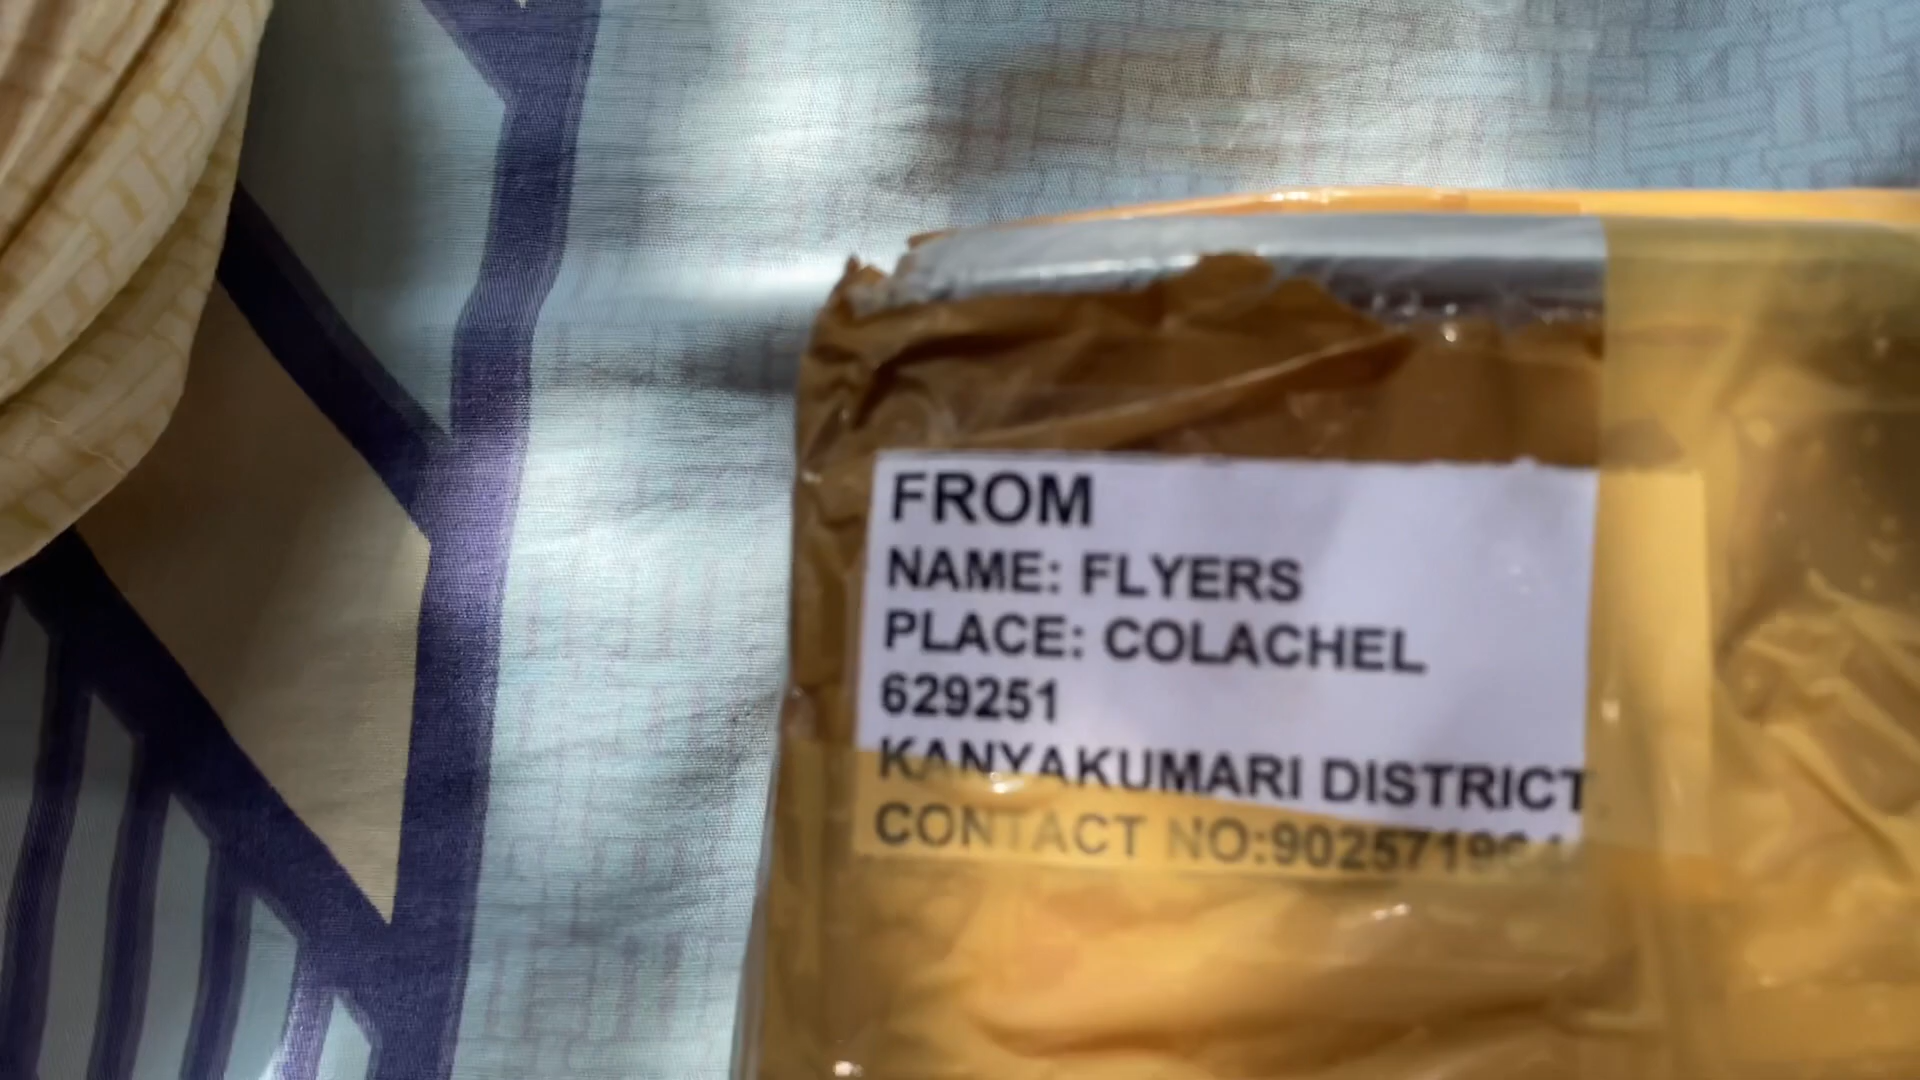 FROM
NAME: FLYERS
PLACE: COLACHEL
629251
KANYAKUMARI DISTRICT
CONTACT NO: